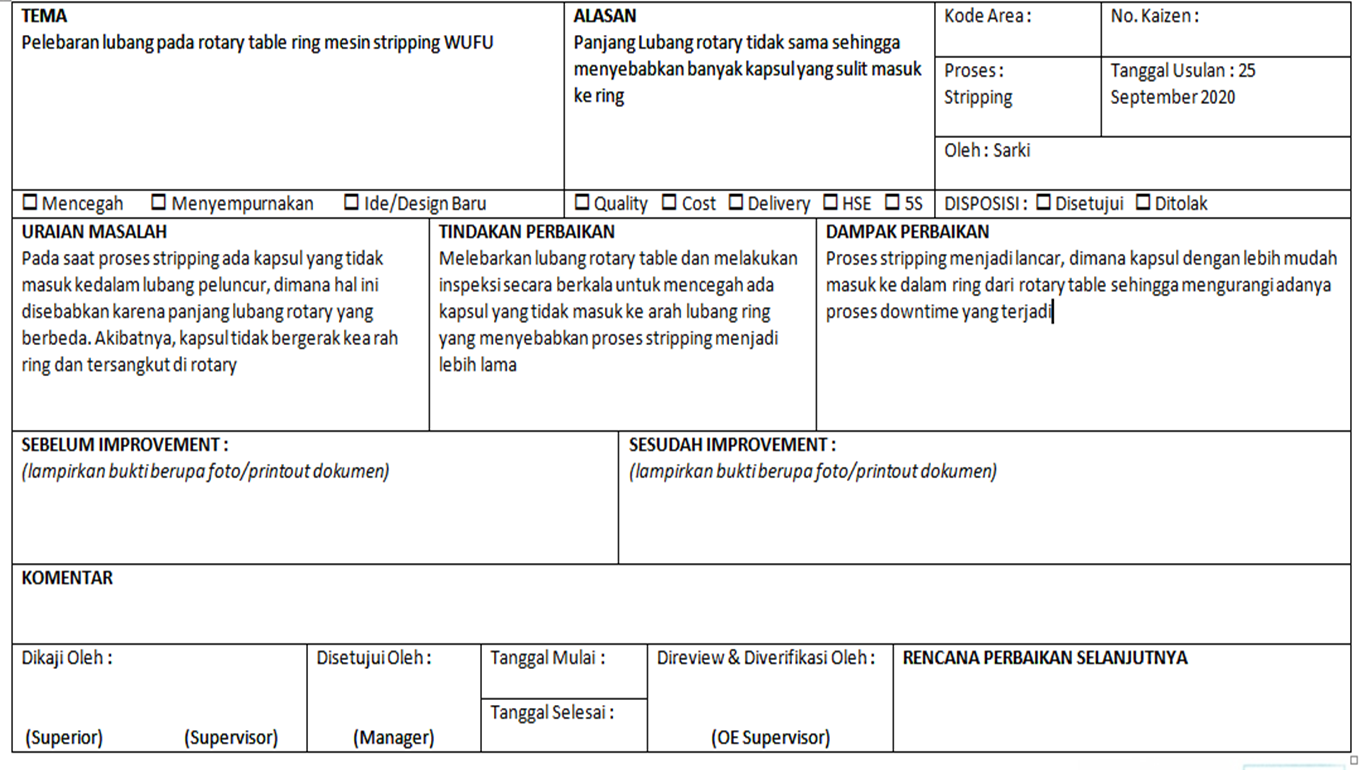 TEMA
Pelebaran lubang pada rotary table ring mesin stripping WUFU
ALASAN
Panjang Lubang rotary tidak sama sehingga
menyebabkan banyak kapsul yang sulit masuk
ke ring
Kode Area :
No. Kaizen :
Proses :
Stripping
Tanggal Usulan : 25
September 2020
Oleh : Sarki
☐ Mencegah ☐ Menyempurnakan ☐ Ide/Design Baru
☐ Quality ☐ Cost ☐ Delivery ☐ HSE ☐ 5S
DISPOSISI : ☐ Disetujui ☐ Ditolak
URAIAN MASALAH
Pada saat proses stripping ada kapsul yang tidak
masuk kedalam lubang peluncur, dimana hal ini
disebabkan karena panjang lubang rotary yang
berbeda. Akibatnya, kapsul tidak bergerak kea rah
ring dan tersangkut di rotary
TINDAKAN PERBAIKAN
Melebarkan lubang rotary table dan melakukan
inspeksi secara berkala untuk mencegah ada
kapsul yang tidak masuk ke arah lubang ring
yang menyebabkan proses stripping menjadi
lebih lama
DAMPAK PERBAIKAN
Proses stripping menjadi lancar, dimana kapsul dengan lebih mudah
masuk ke dalam ring dari rotary table sehingga mengurangi adanya
proses downtime yang terjadi
SEBELUM IMPROVEMENT :
(lampirkan bukti berupa foto/printout dokumen)
SESUDAH IMPROVEMENT :
(lampirkan bukti berupa foto/printout dokumen)
KOMENTAR
Dikaji Oleh :
(Superior) (Supervisor)
Disetujui Oleh :
(Manager)
Tanggal Mulai :
Tanggal Selesai :
Direview & Diverifikasi Oleh :
(OE Supervisor)
RENCANA PERBAIKAN SELANJUTNYA